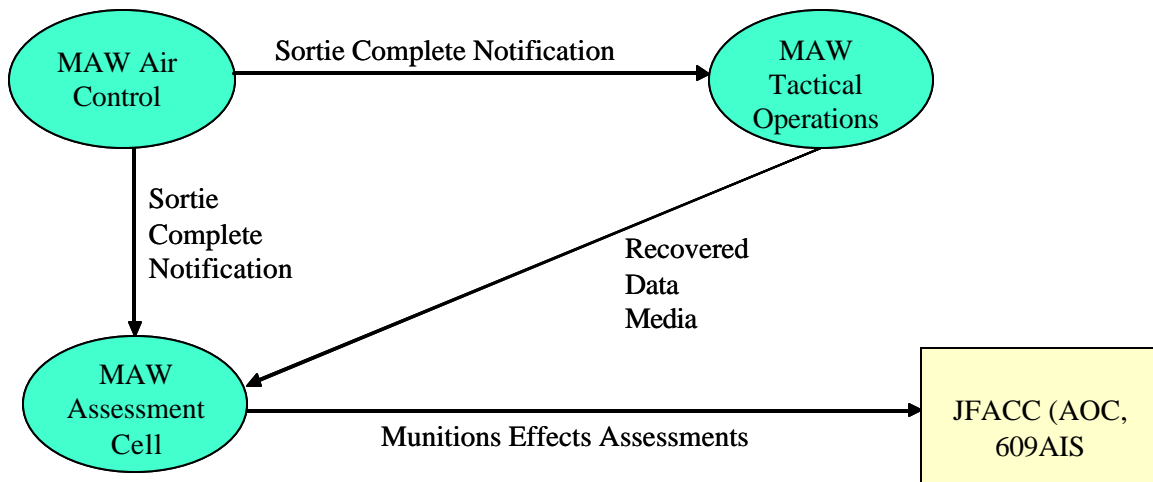 MAW Air
Control
Sortie Complete Notification
MAW
Tactical
Operations
Sortie
Complete
Notification
Recovered
Data
Media
MAW
Assessment
Cell
Munitions Effects Assessments
JFACC (AOC,
609AIS